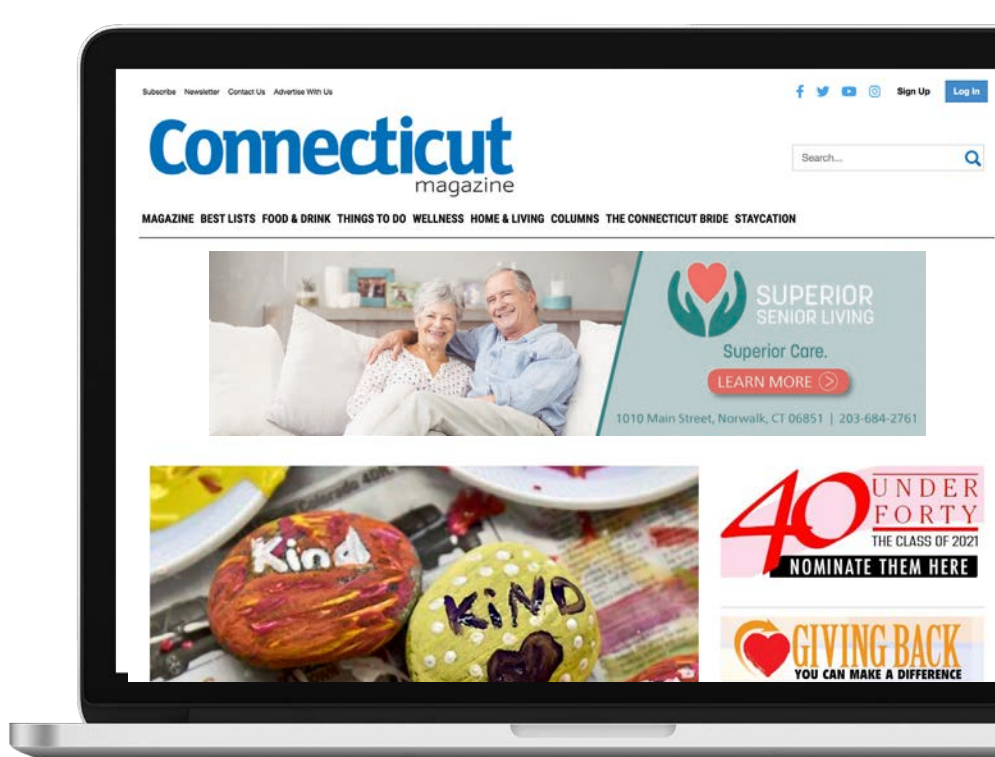 Subscribe Newsletter Contact Us Advertise With Us
Sign Up Log In
Connecticut
magazine
Search...
MAGAZINE BEST LISTS FOOD & DRINK THINGS TO DO WELLNESS HOME & LIVING COLUMNS THE CONNECTICUT BRIDE STAYCATION
SUPERIOR
SENIOR LIVING
Superior Care.
LEARN MORE
1010 Main Street, Norwalk, CT 06851 | 203-684-2761
Colorado
Kind
KiND
40 UNDER
FORTY
THE CLASS OF 2021
NOMINATE THEM HERE
GIVING BACK
YOU CAN MAKE A DIFFERENCE